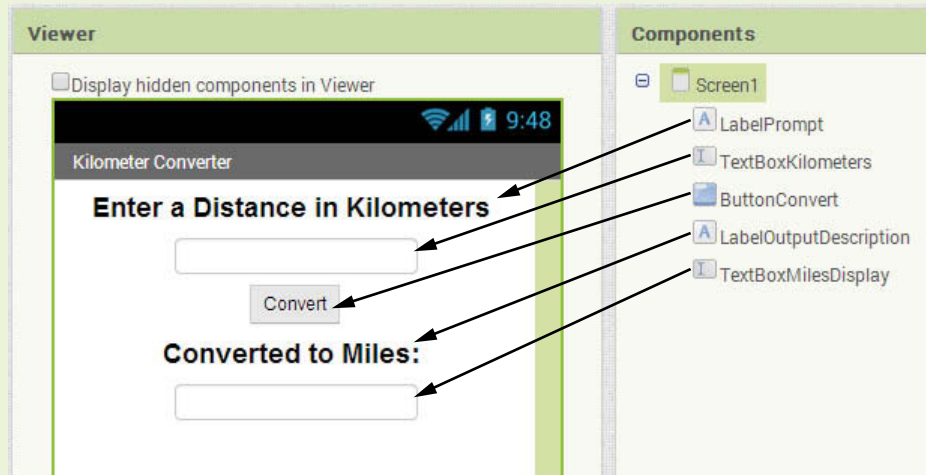 Viewer
Display hidden components in Viewer
9:48
Kilometer Converter
Enter a Distance in Kilometers
Convert
Converted to Miles:
Components
Screen1
A LabelPrompt
TextBoxKilometers
ButtonConvert
A LabelOutputDescription
TextBoxMilesDisplay